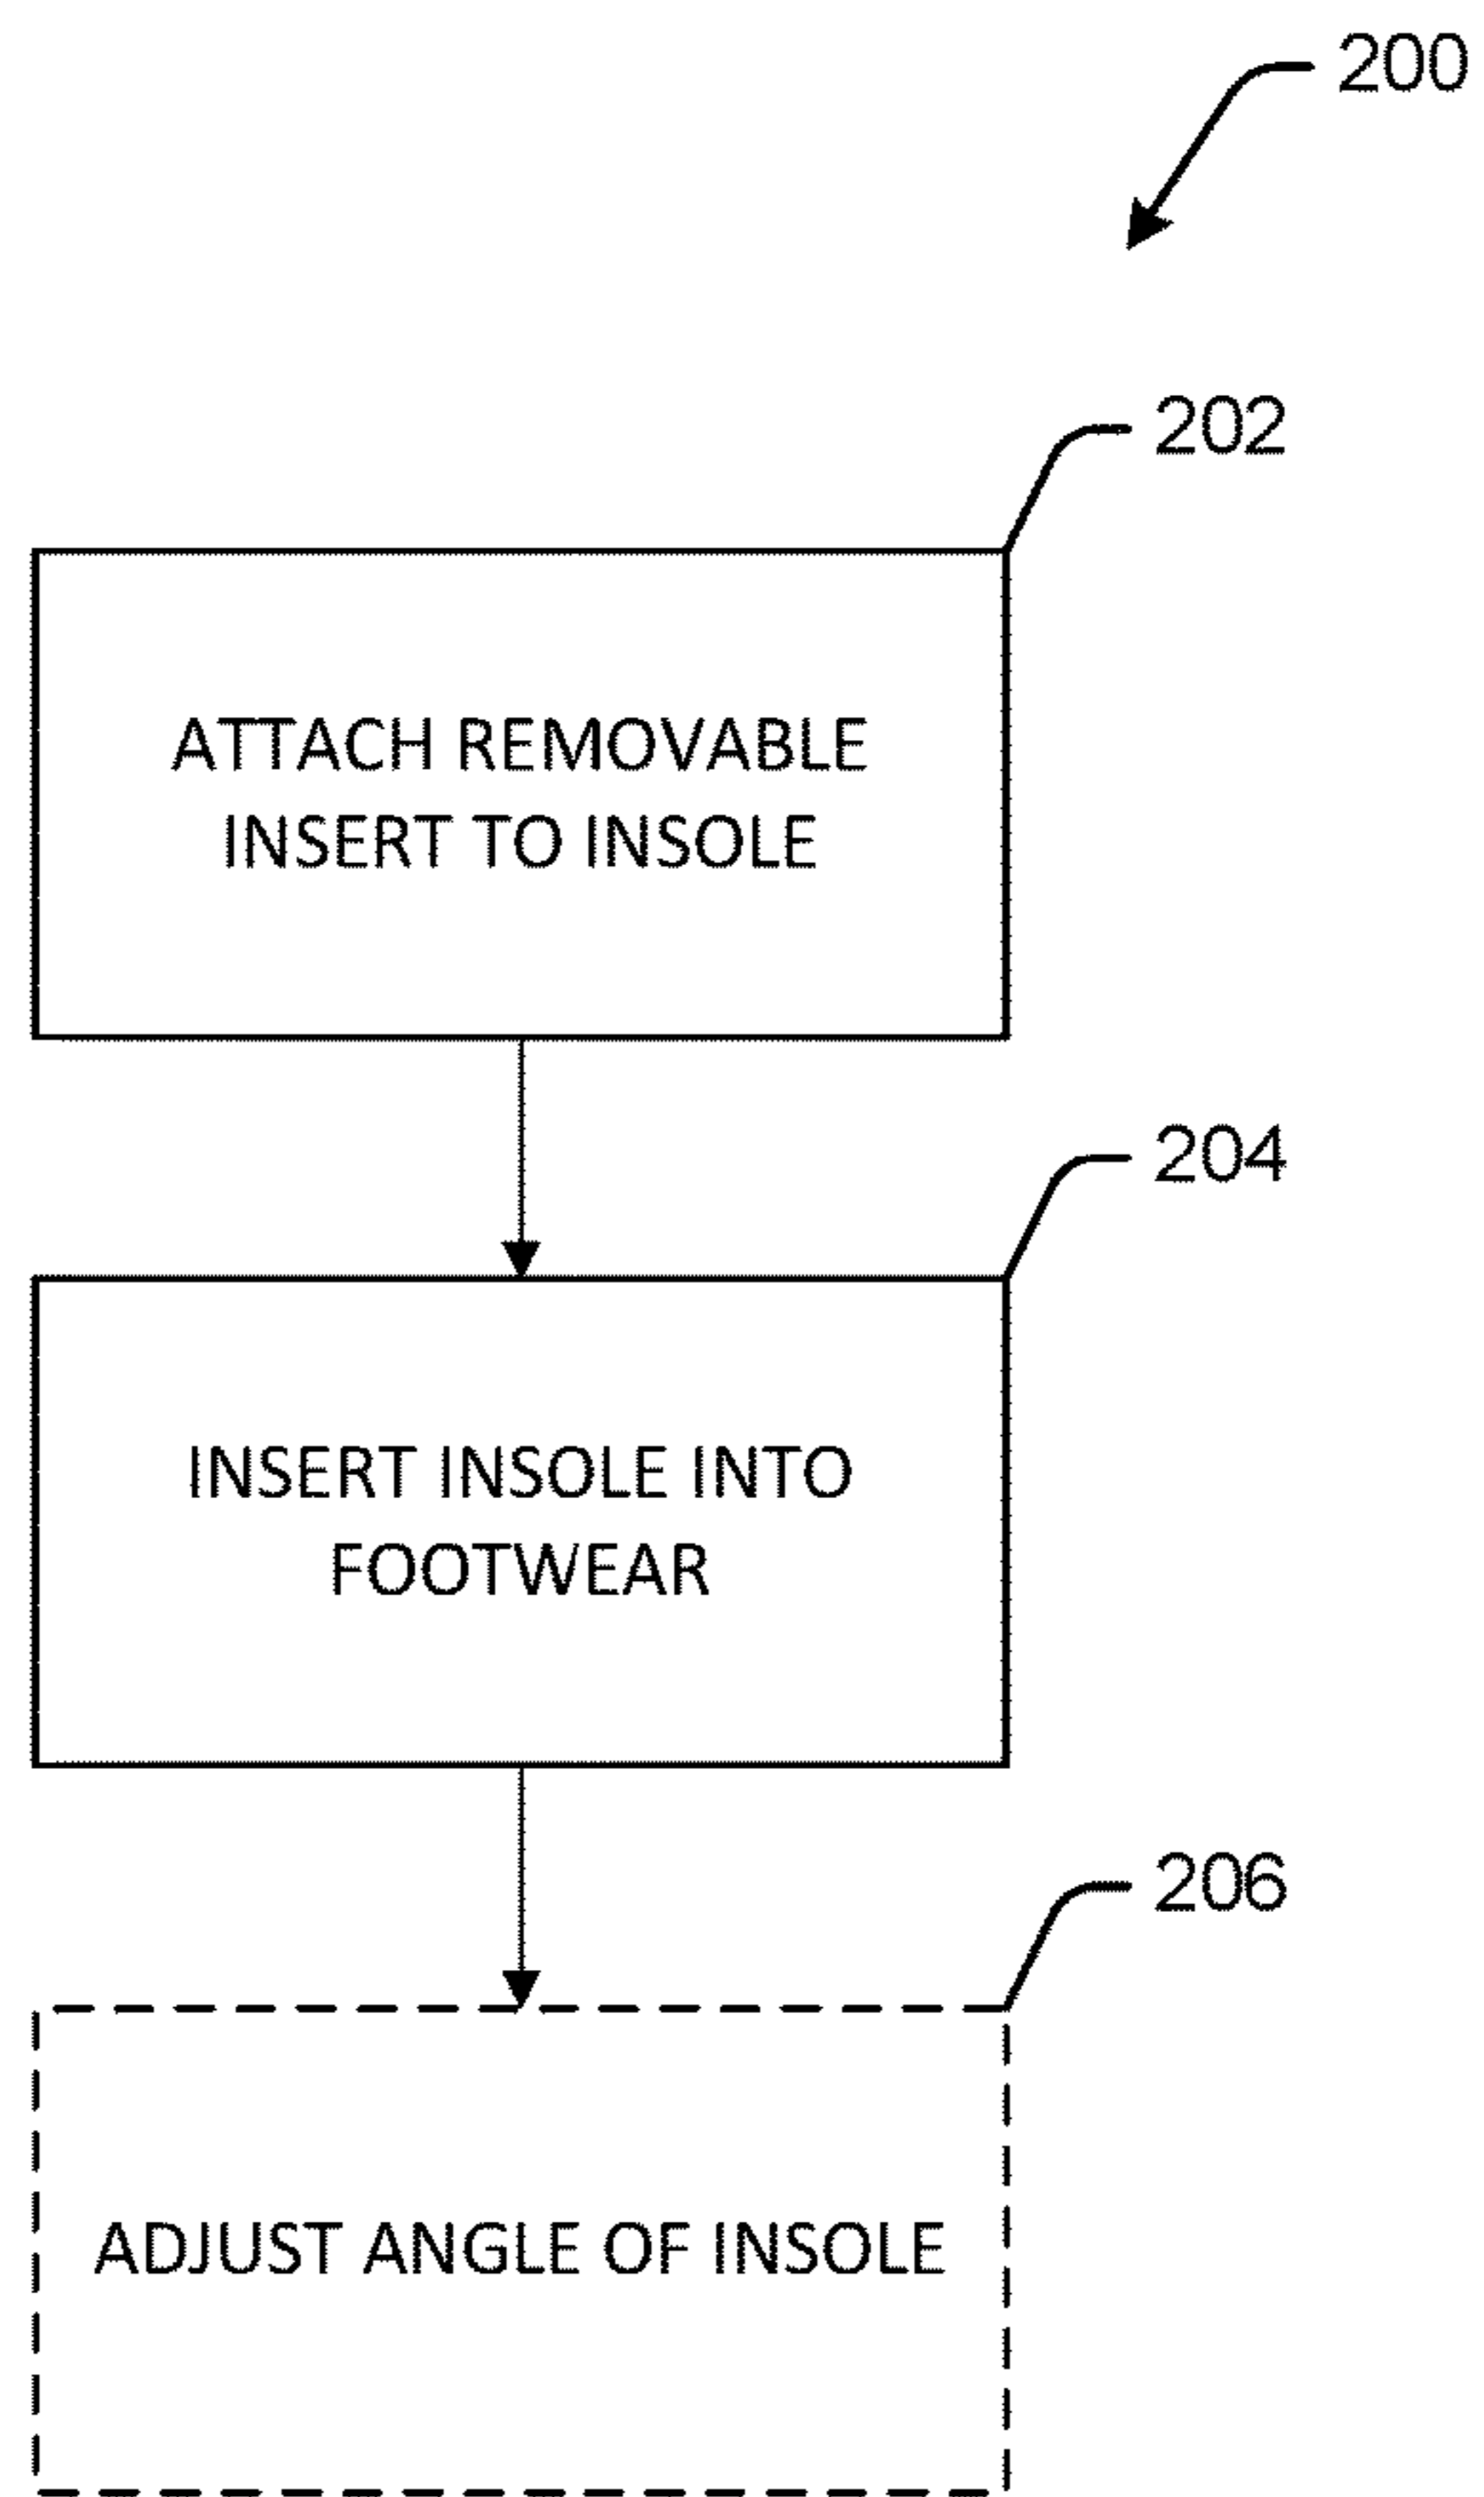 200
202
ATTACH REMOVABLE
INSERT TO INSOLE
204
INSERT INSOLE INTO
FOOTWEAR
206
ADJUST ANGLE OF INSOLE